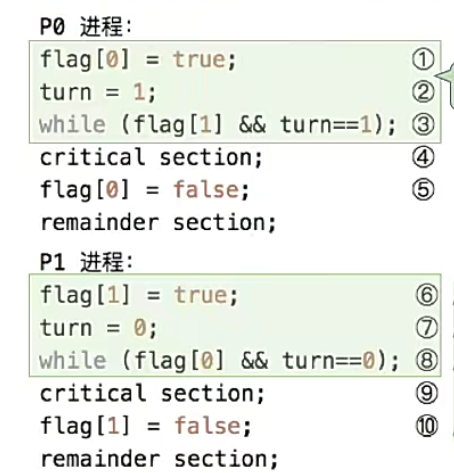 P0 进程:
flag[0] = true; ①
turn = 1; ②
while (flag[1] && turn==1); ③
critical section; ④
flag[0] = false; ⑤
remainder section;
P1 进程:
flag[1] = true; ⑥
turn = 0; ⑦
while (flag[0] && turn==0); ⑧
critical section; ⑨
flag[1] = false; ⑩
remainder section;